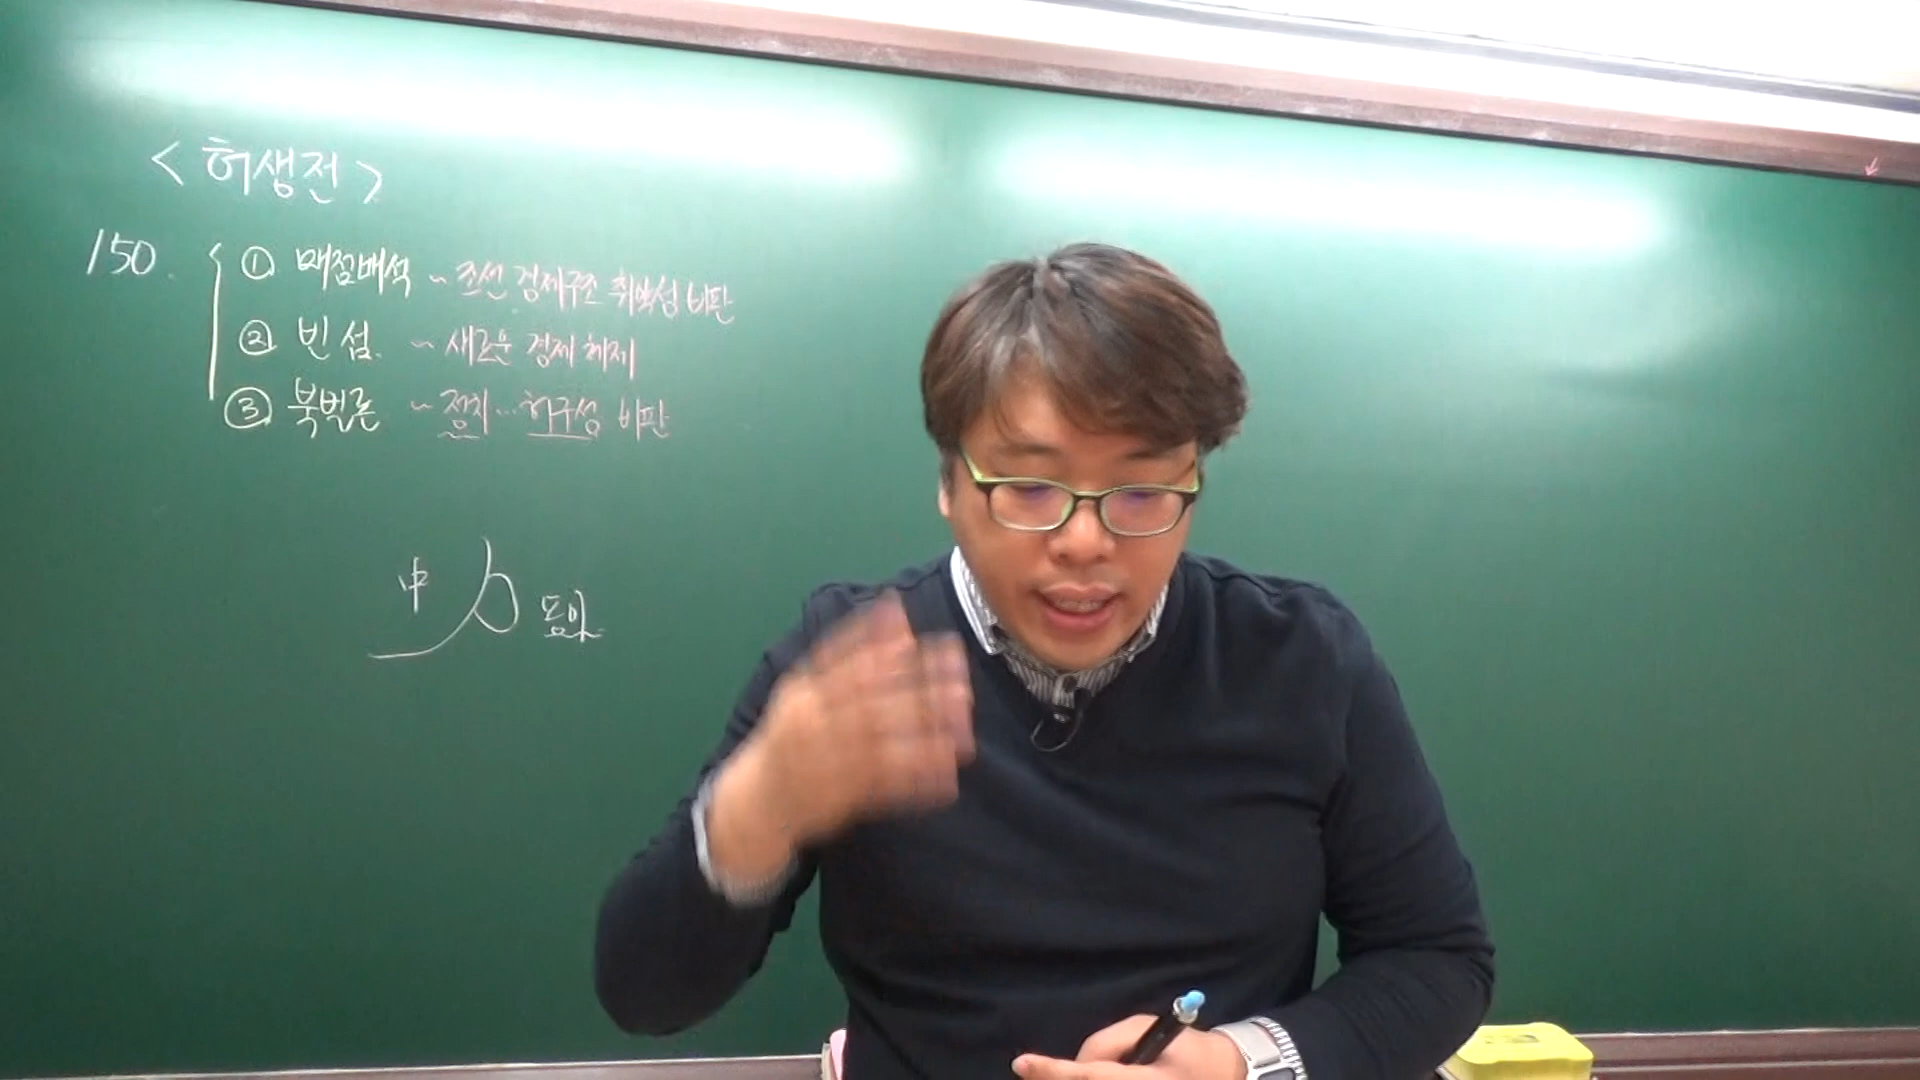 < 허생전 >
150.
① 매점매석 ~ 조선 경제구조 취약성 비판
② 빈 섬. ~ 새로운 경제 체제
③ 북벌론 ~ 정치... 허구성 비판
中